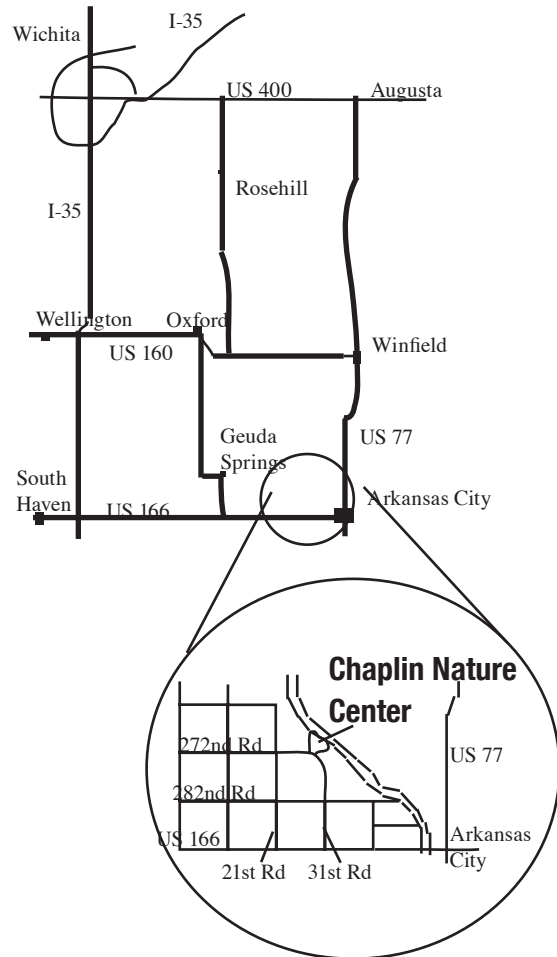 I-35
Wichita
US 400
Augusta
Rosehill
I-35
Wellington
Oxford
US 160
Winfield
Geuda
Springs
US 77
South
Haven
US 166
Arkansas City
Chaplin Nature
Center
272nd Rd
US 77
282nd Rd
US 166
Arkansas
City
21st Rd
31st Rd